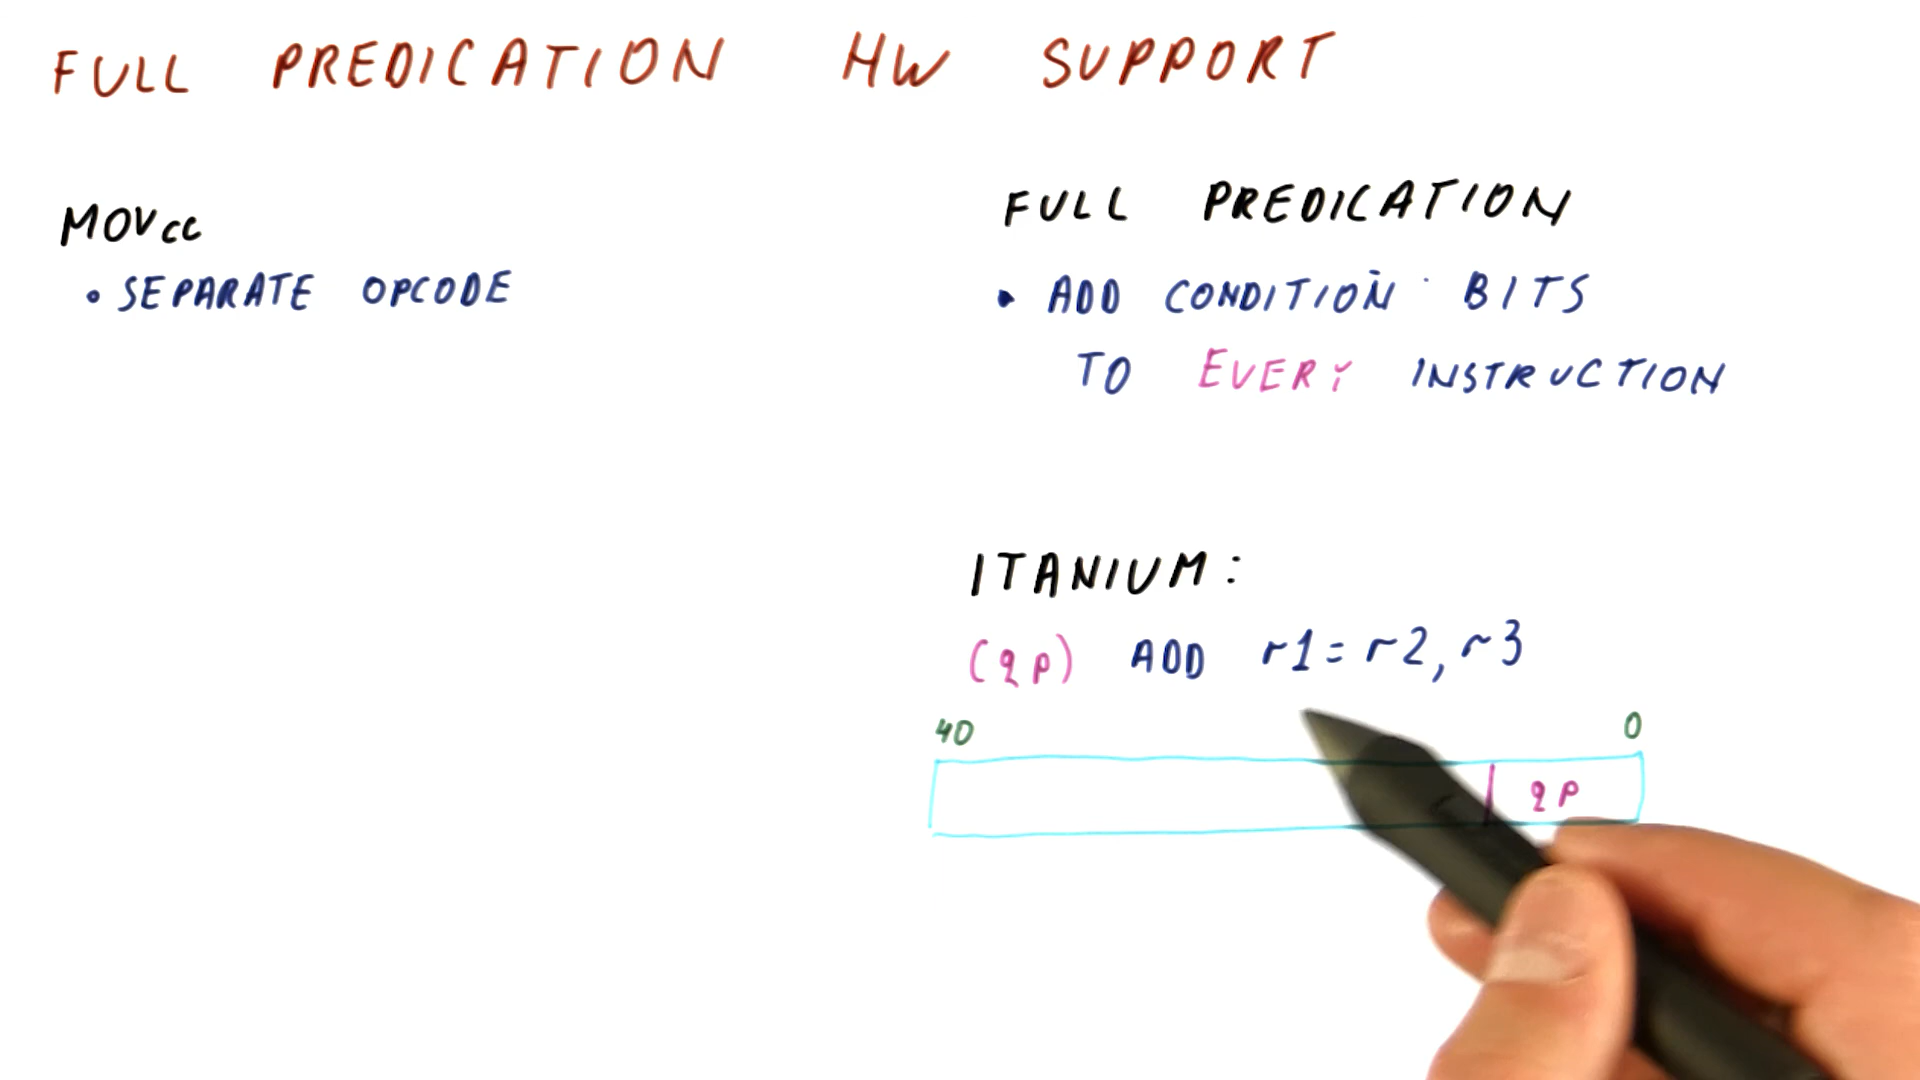 FULL PREDICATION HW SUPPORT
MOVcc
• SEPARATE OPCODE
FULL PREDICATION
• ADD CONDITION BITS
TO EVERY INSTRUCTION
ITANIUM:
(qp) ADD r1=r2,r3
40 0
qp